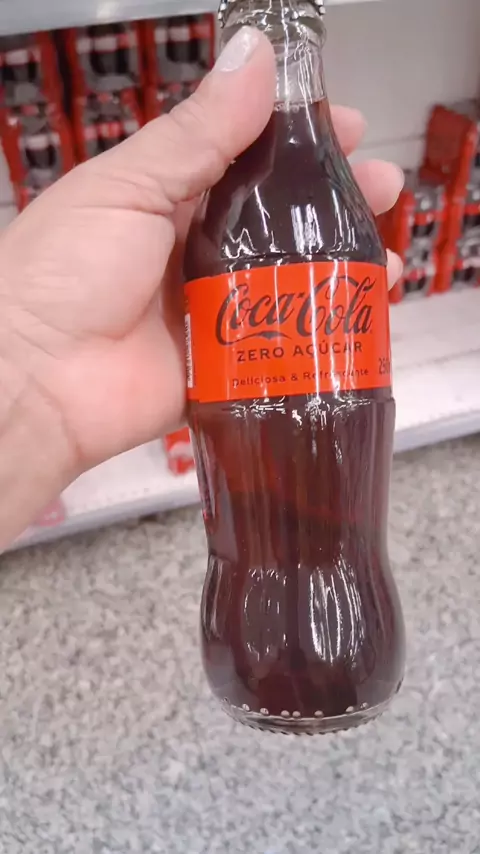 Coca-Cola
ZERO AÇÚCAR
Deliciosa & Refrescante